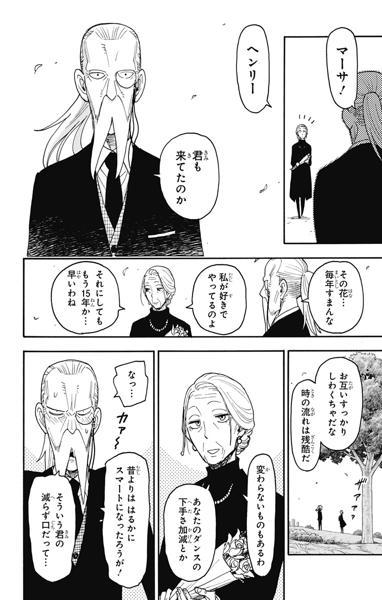 マーサ!
ヘンリー
君も
来てたのか
その花…
毎年すまんな
私が好きで
やってるのよ
それにしても
もう15年か…
早いわね
お互いすっかり
しわくちゃだな
時の流れは残酷だ
変わらないものもあるわ
あなたのダンスの
下手さ加減とか
なっ…
カァー
昔よりは はるかに
スマートになったろうが!
そういう君の
減らず口だって…